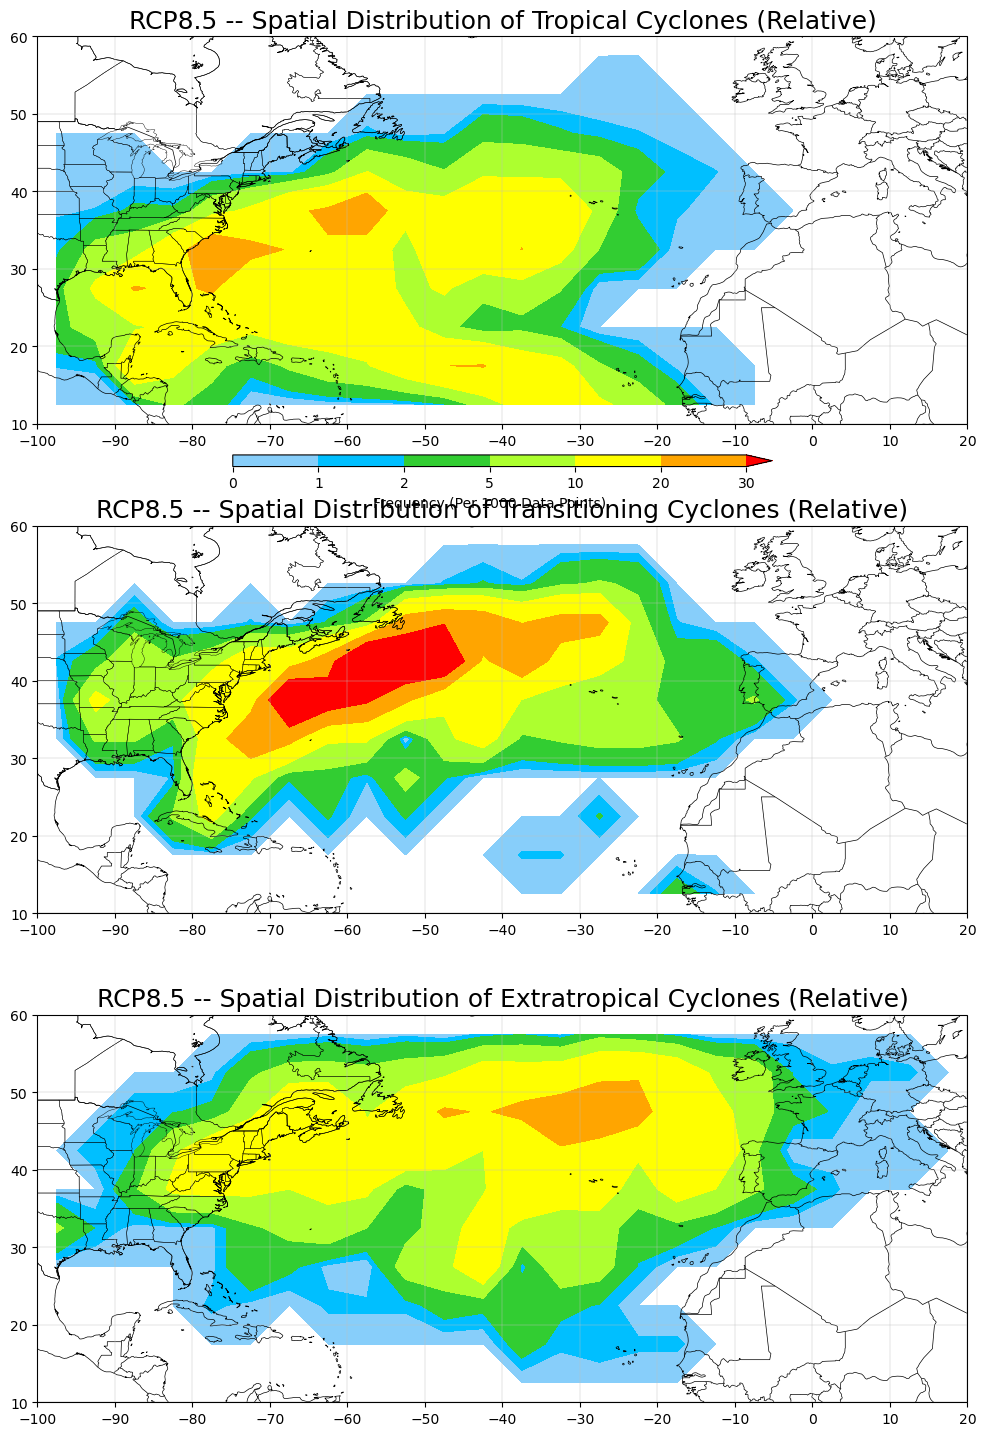 RCP8.5 -- Spatial Distribution of Tropical Cyclones (Relative)
60
50
40
30
20
10
−100 −90 −80 −70 −60 −50 −40 −30 −20 −10 0 10 20
0 1 2 5 10 20 30
Frequency (Per 1000 Data Points)
RCP8.5 -- Spatial Distribution of Transitioning Cyclones (Relative)
60
50
40
30
20
10
−100 −90 −80 −70 −60 −50 −40 −30 −20 −10 0 10 20
RCP8.5 -- Spatial Distribution of Extratropical Cyclones (Relative)
60
50
40
30
20
10
−100 −90 −80 −70 −60 −50 −40 −30 −20 −10 0 10 20